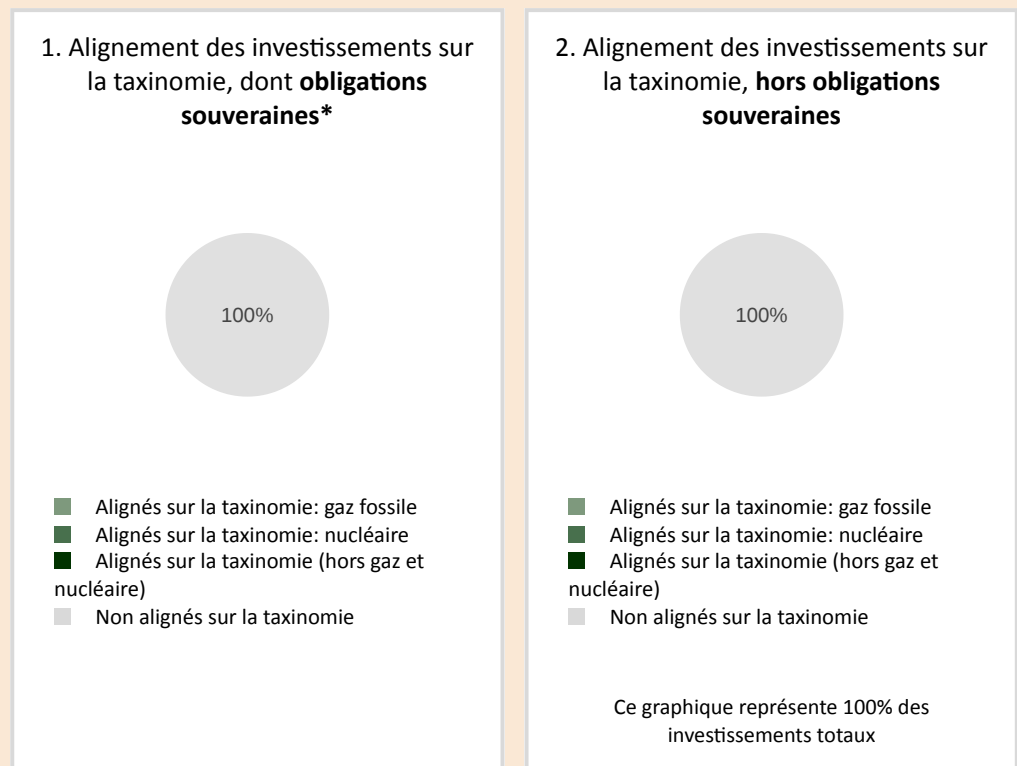 1. Alignement des investissements sur
la taxinomie, dont obligations
souveraines*
100%
Alignés sur la taxinomie: gaz fossile
Alignés sur la taxinomie: nucléaire
Alignés sur la taxinomie (hors gaz et
nucléaire)
Non alignés sur la taxinomie
2. Alignement des investissements sur
la taxinomie, hors obligations
souveraines
100%
Alignés sur la taxinomie: gaz fossile
Alignés sur la taxinomie: nucléaire
Alignés sur la taxinomie (hors gaz et
nucléaire)
Non alignés sur la taxinomie
Ce graphique représente 100% des
investissements totaux